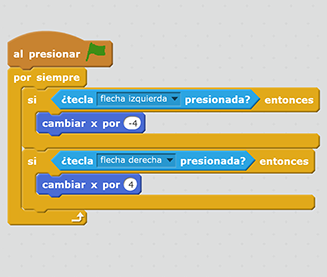 al presionar
por siempre
si ¿tecla flecha izquierda presionada? entonces
cambiar x por -4
si ¿tecla flecha derecha presionada? entonces
cambiar x por 4